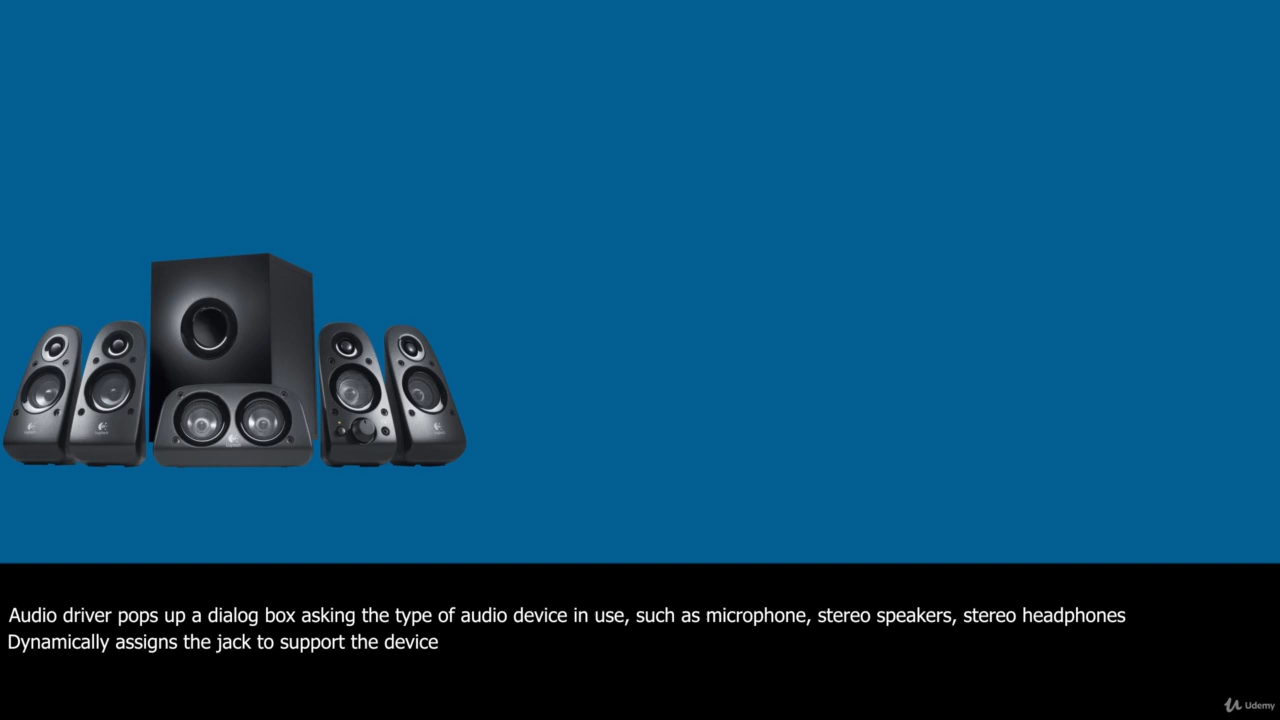 Audio driver pops up a dialog box asking the type of audio device in use, such as microphone, stereo speakers, stereo headphones
Dynamically assigns the jack to support the device
Udemy